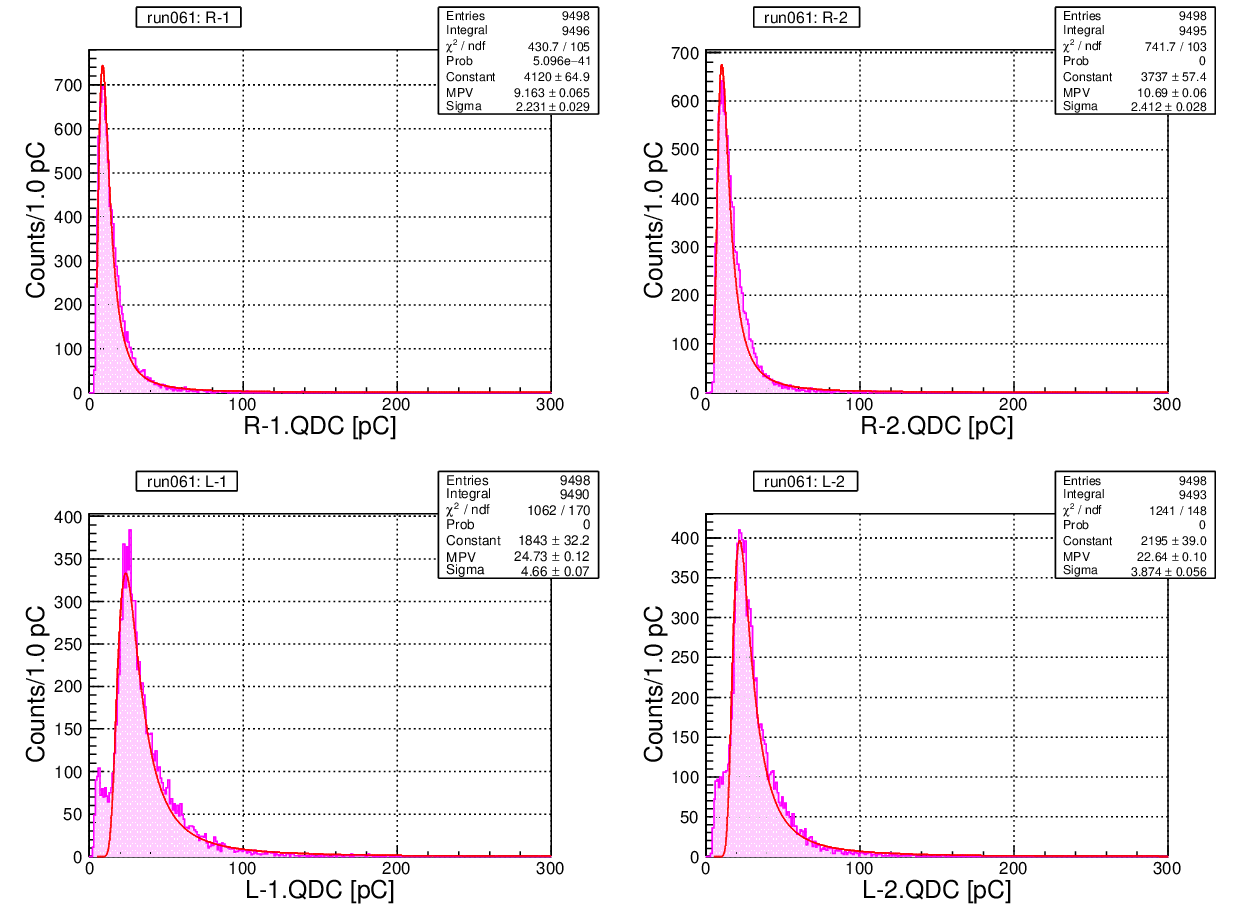 run061: R-1
Entries 9498
Integral 9496
χ² / ndf 430.7 / 105
Prob 5.096e−41
Constant 4120 ± 64.9
MPV 9.163 ± 0.065
Sigma 2.231 ± 0.029
700
600
500
400
300
200
100
0
Counts/1.0 pC
0 100 200 300
R-1.QDC [pC]
run061: R-2
Entries 9498
Integral 9495
χ² / ndf 741.7 / 103
Prob 0
Constant 3737 ± 57.4
MPV 10.69 ± 0.06
Sigma 2.412 ± 0.028
700
600
500
400
300
200
100
0
Counts/1.0 pC
0 100 200 300
R-2.QDC [pC]
run061: L-1
Entries 9498
Integral 9490
χ² / ndf 1062 / 170
Prob 0
Constant 1843 ± 32.2
MPV 24.73 ± 0.12
Sigma 4.66 ± 0.07
400
350
300
250
200
150
100
50
0
Counts/1.0 pC
0 100 200 300
L-1.QDC [pC]
run061: L-2
Entries 9498
Integral 9493
χ² / ndf 1241 / 148
Prob 0
Constant 2195 ± 39.0
MPV 22.64 ± 0.10
Sigma 3.874 ± 0.056
400
350
300
250
200
150
100
50
0
Counts/1.0 pC
0 100 200 300
L-2.QDC [pC]